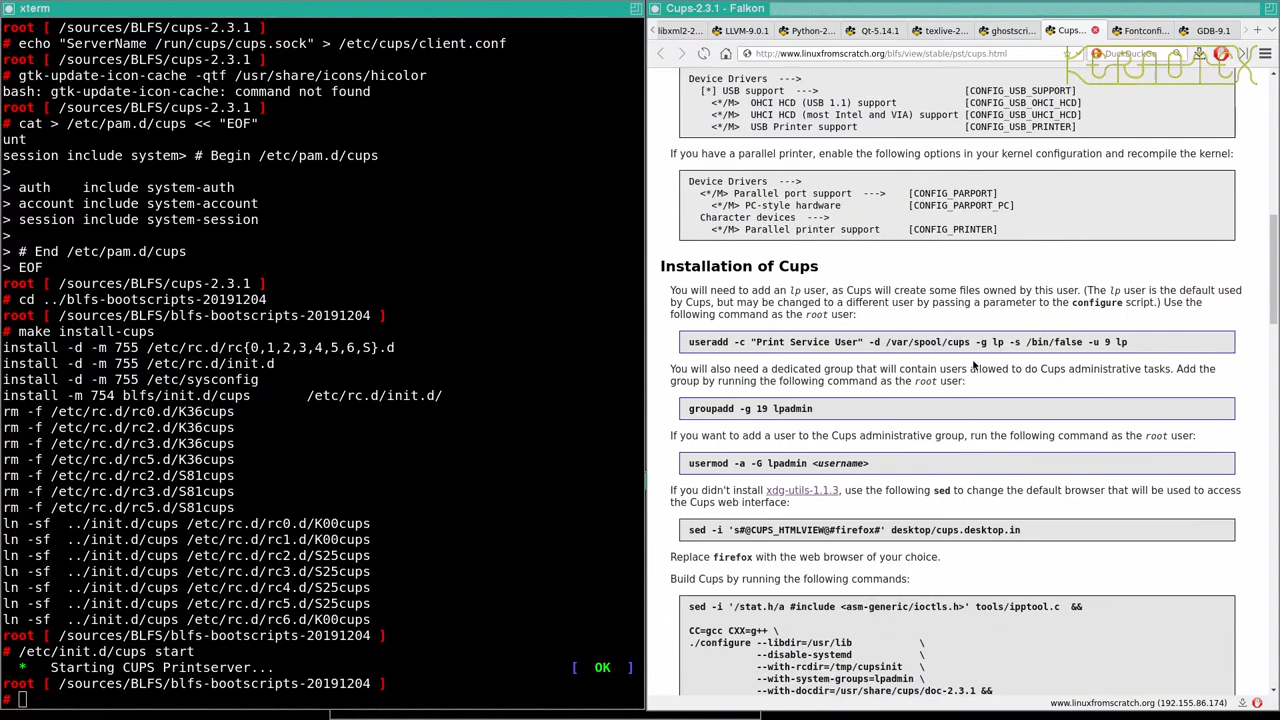 xterm
root [ /sources/BLFS/cups-2.3.1 ]
# echo "ServerName /run/cups/cups.sock" > /etc/cups/client.conf
root [ /sources/BLFS/cups-2.3.1 ]
# gtk-update-icon-cache -qtf /usr/share/icons/hicolor
bash: gtk-update-icon-cache: command not found
root [ /sources/BLFS/cups-2.3.1 ]
# cat > /etc/pam.d/cups << "EOF"
unt
session include system> # Begin /etc/pam.d/cups
>
> auth    include system-auth
> account include system-account
> session include system-session
>
> # End /etc/pam.d/cups
> EOF
root [ /sources/BLFS/cups-2.3.1 ]
# cd ../blfs-bootscripts-20191204
root [ /sources/BLFS/blfs-bootscripts-20191204 ]
# make install-cups
install -d -m 755 /etc/rc.d/rc{0,1,2,3,4,5,6,S}.d
install -d -m 755 /etc/rc.d/init.d
install -d -m 755 /etc/sysconfig
install -m 754 blfs/init.d/cups       /etc/rc.d/init.d/
rm -f /etc/rc.d/rc0.d/K36cups
rm -f /etc/rc.d/rc2.d/K36cups
rm -f /etc/rc.d/rc3.d/K36cups
rm -f /etc/rc.d/rc5.d/K36cups
rm -f /etc/rc.d/rc2.d/S81cups
rm -f /etc/rc.d/rc3.d/S81cups
rm -f /etc/rc.d/rc5.d/S81cups
ln -sf  ../init.d/cups /etc/rc.d/rc0.d/K00cups
ln -sf  ../init.d/cups /etc/rc.d/rc1.d/K00cups
ln -sf  ../init.d/cups /etc/rc.d/rc2.d/S25cups
ln -sf  ../init.d/cups /etc/rc.d/rc3.d/S25cups
ln -sf  ../init.d/cups /etc/rc.d/rc4.d/S25cups
ln -sf  ../init.d/cups /etc/rc.d/rc5.d/S25cups
ln -sf  ../init.d/cups /etc/rc.d/rc6.d/K00cups
root [ /sources/BLFS/blfs-bootscripts-20191204 ]
# /etc/init.d/cups start
*   Starting CUPS Printserver...   [  OK  ]
root [ /sources/BLFS/blfs-bootscripts-20191204 ]
#
Cups-2.3.1 - Falkon
libxml2-2... LLVM-9.0.1 Python-2... Qt-5.14.1 texlive-2... ghostscri... Cups... Fontconfi... GDB-9.1
http://www.linuxfromscratch.org/blfs/view/stable/pst/cups.html DuckDuckGo
KERNOTEX
Device Drivers  --->
[*] USB support  --->   [CONFIG_USB_SUPPORT]
<*/M>  OHCI HCD (USB 1.1) support   [CONFIG_USB_OHCI_HCD]
<*/M>  UHCI HCD (most Intel and VIA) support [CONFIG_USB_UHCI_HCD]
<*/M>  USB Printer support   [CONFIG_USB_PRINTER]
If you have a parallel printer, enable the following options in your kernel configuration and recompile the kernel:
Device Drivers  --->
<*/M> Parallel port support  --->   [CONFIG_PARPORT]
<*/M> PC-style hardware   [CONFIG_PARPORT_PC]
Character devices  --->
<*/M> Parallel printer support   [CONFIG_PRINTER]
Installation of Cups
You will need to add an lp user, as Cups will create some files owned by this user. (The lp user is the default used
by Cups, but may be changed to a different user by passing a parameter to the configure script.) Use the
following command as the root user:
useradd -c "Print Service User" -d /var/spool/cups -g lp -s /bin/false -u 9 lp
You will also need a dedicated group that will contain users allowed to do Cups administrative tasks. Add the
group by running the following command as the root user:
groupadd -g 19 lpadmin
If you want to add a user to the Cups administrative group, run the following command as the root user:
usermod -a -G lpadmin <username>
If you didn't install xdg-utils-1.1.3, use the following sed to change the default browser that will be used to access
the Cups web interface:
sed -i 's#@CUPS_HTMLVIEW@#firefox#' desktop/cups.desktop.in
Replace firefox with the web browser of your choice.
Build Cups by running the following commands:
sed -i '/stat.h/a #include <asm-generic/ioctls.h>' tools/ipptool.c  &&
CC=gcc CXX=g++ \
./configure --libdir=/usr/lib            \
--disable-systemd            \
--with-rcdir=/tmp/cupsinit   \
--with-system-groups=lpadmin \
--with-docdir=/usr/share/cups/doc-2.3.1 &&
www.linuxfromscratch.org (192.155.86.174)